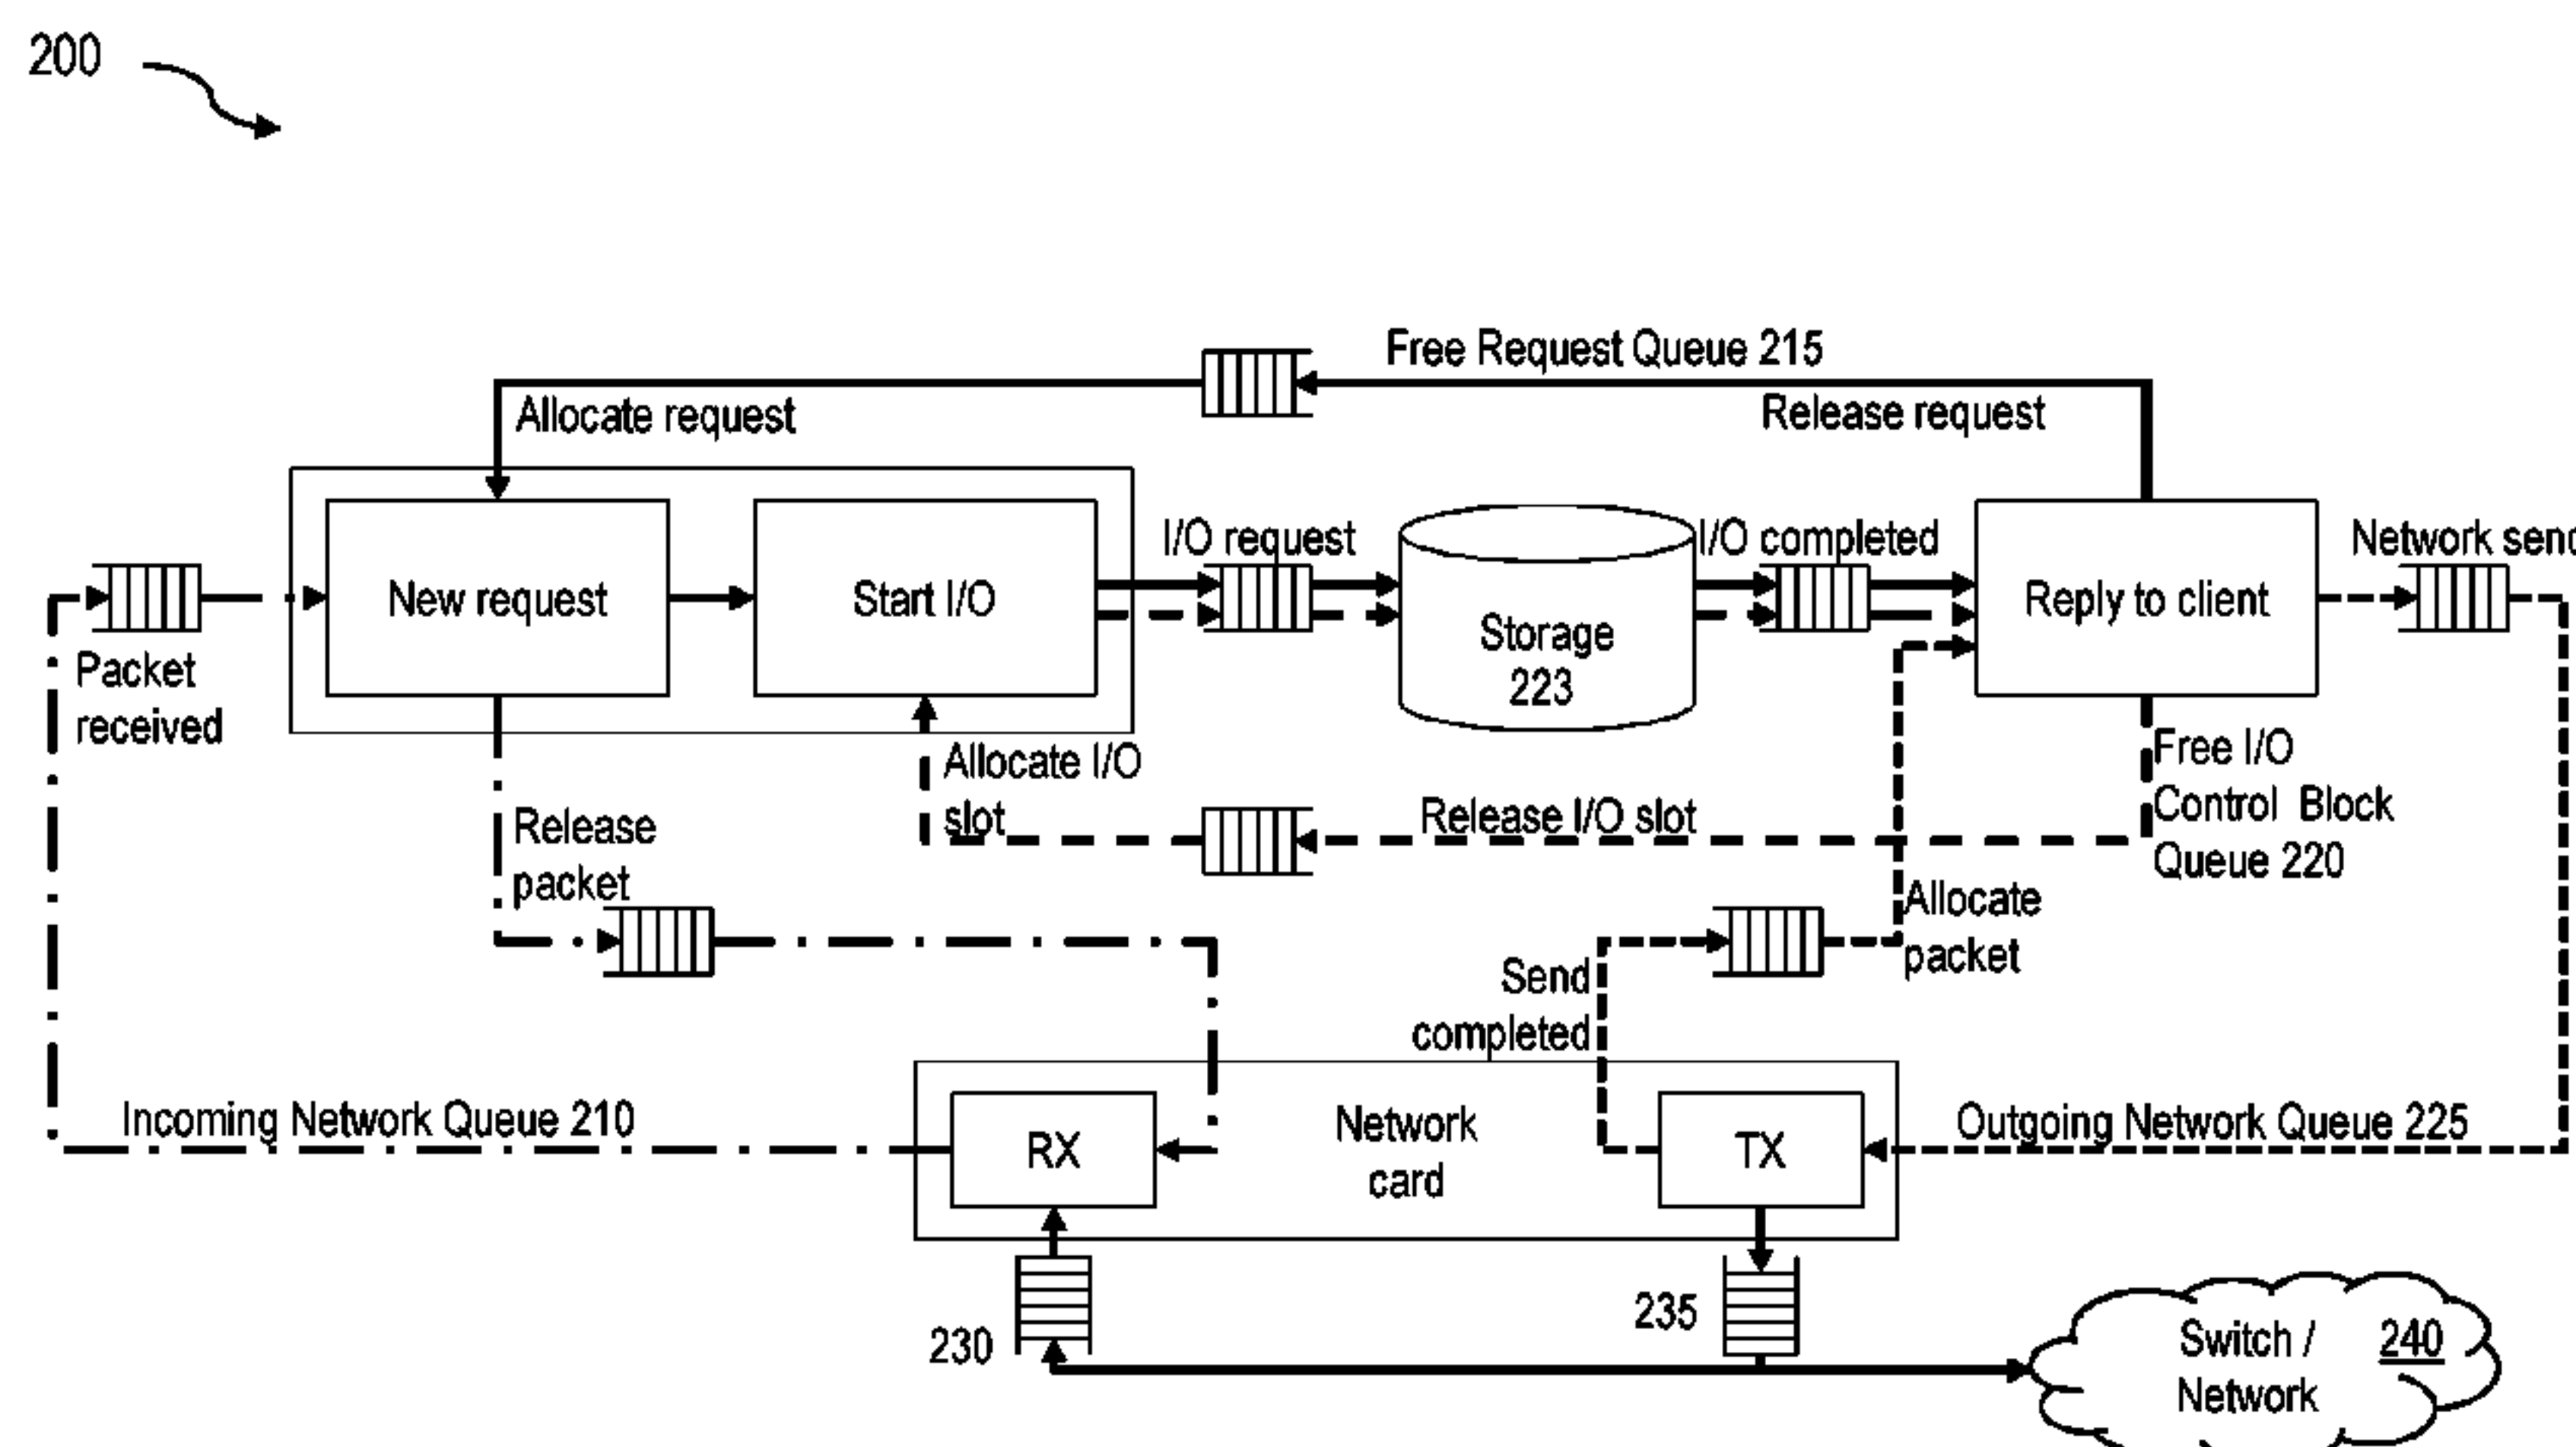 200
Free Request Queue 215
Allocate request
Release request
I/O request
I/O completed
Network send
New request
Start I/O
Storage
223
Reply to client
Packet
received
Allocate I/O
slot
Free I/O
Control Block
Queue 220
Release I/O slot
Release
packet
Allocate
packet
Send
completed
Incoming Network Queue 210
RX
Network
card
TX
Outgoing Network Queue 225
230
235
Switch /
Network
240